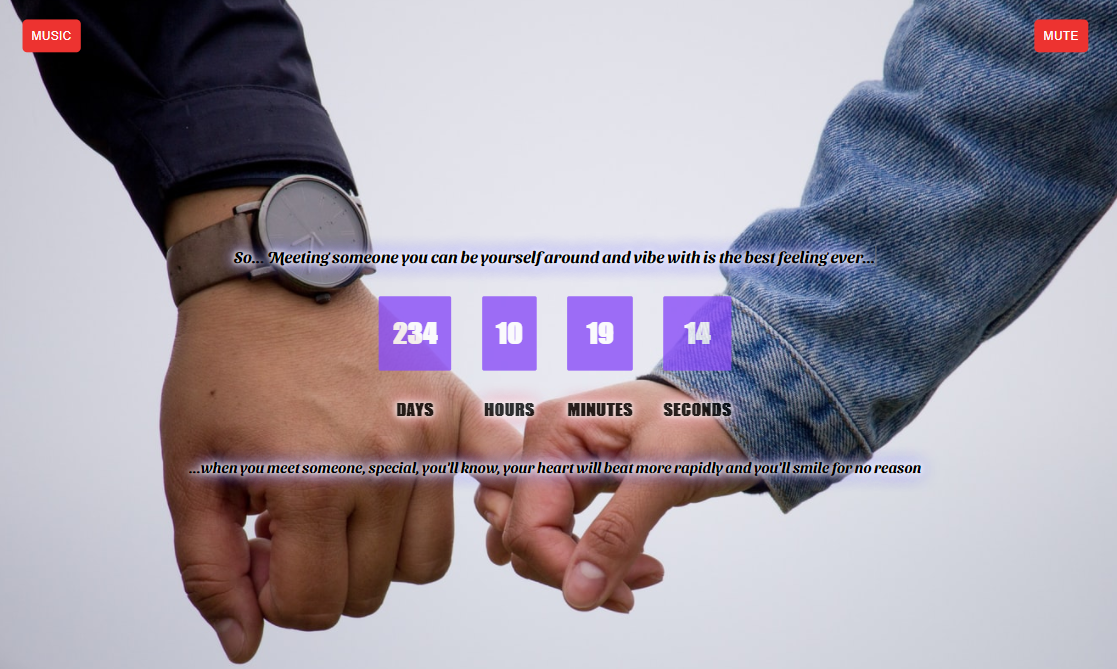 MUSIC
MUTE
So... Meeting someone you can be yourself around and vibe with is the best feeling ever...
234 10 19 14
DAYS HOURS MINUTES SECONDS
...when you meet someone, special, you'll know, your heart will beat more rapidly and you'll smile for no reason